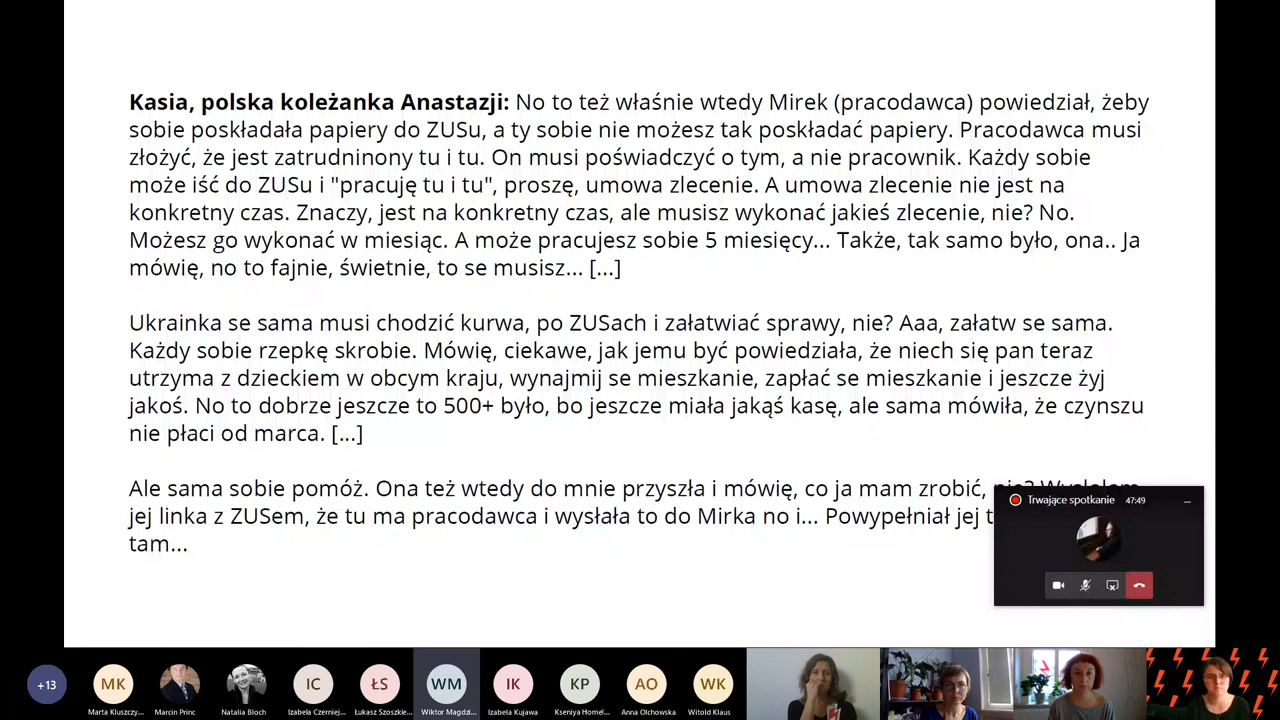 Kasia, polska koleżanka Anastazji: No to też właśnie wtedy Mirek (pracodawca) powiedział, żeby
sobie poskładała papiery do ZUSu, a ty sobie nie możesz tak poskładać papiery. Pracodawca musi
złożyć, że jest zatrudninony tu i tu. On musi poświadczyć o tym, a nie pracownik. Każdy sobie
może iść do ZUSu i "pracuję tu i tu", proszę, umowa zlecenie. A umowa zlecenie nie jest na
konkretny czas. Znaczy, jest na konkretny czas, ale musisz wykonać jakieś zlecenie, nie? No.
Możesz go wykonać w miesiąc. A może pracujesz sobie 5 miesięcy... Także, tak samo było, ona.. Ja
mówię, no to fajnie, świetnie, to se musisz... [...]
Ukrainka se sama musi chodzić kurwa, po ZUSach i załatwiać sprawy, nie? Aaa, załatw se sama.
Każdy sobie rzepkę skrobie. Mówię, ciekawe, jak jemu być powiedziała, że niech się pan teraz
utrzyma z dzieckiem w obcym kraju, wynajmij se mieszkanie, zapłać se mieszkanie i jeszcze żyj
jakoś. No to dobrze jeszcze to 500+ było, bo jeszcze miała jakąś kasę, ale sama mówiła, że czynszu
nie płaci od marca. [...]
Ale sama sobie pomóż. Ona też wtedy do mnie przyszła i mówię, co ja mam zrobić,
jej linka z ZUSem, że tu ma pracodawca i wysłała to do Mirka no i... Powypełniał jej
tam...
Trwające spotkanie 47:49
+13
MK
IC
ŁS
WM
IK
KP
AO
WK
Marta Kluszczy...
Marcin Princ
Natalia Bloch
Izabela Czerniej...
Łukasz Szoszkie...
Wiktor Magdzi...
Izabela Kujawa
Kseniya Homel...
Anna Olchowska
Witold Klaus